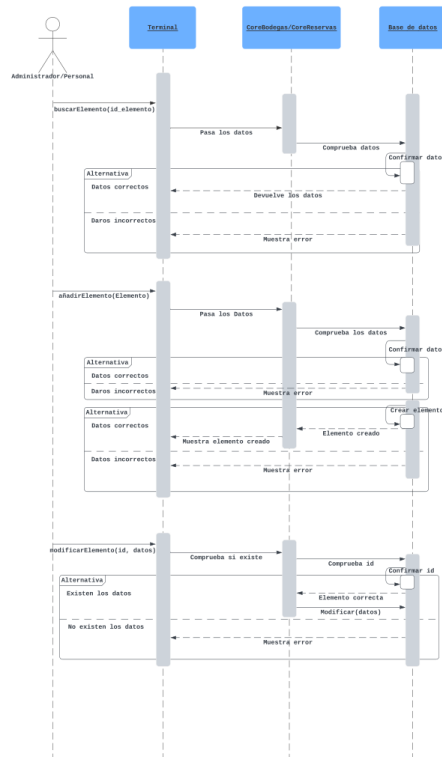 Terminal
CoreBodegas/CoreReservas
Base de datos
Administrador/Personal
buscarElemento(id_elemento)
Pasa los datos
Comprueba datos
Confirmar dato
Alternativa
Datos correctos
Devuelve los datos
Daros incorrectos
Muestra error
añadirElemento(Elemento)
Pasa los Datos
Comprueba los datos
Confirmar dato
Alternativa
Datos correctos
Daros incorrectos
Muestra error
Alternativa
Crear elemento
Datos correctos
Elemento creado
Muestra elemento creado
Datos incorrectos
Muestra error
modificarElemento(id, datos)
Comprueba si existe
Comprueba id
Confirmar id
Alternativa
Existen los datos
Elemento correcta
Modificar(datos)
No existen los datos
Muestra error